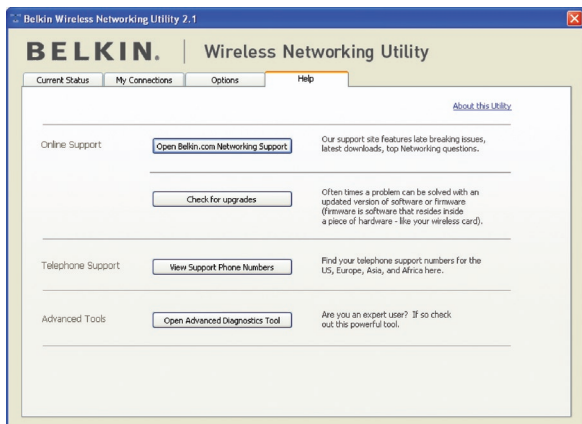 Belkin Wireless Networking Utility 2.1
BELKIN. | Wireless Networking Utility
Current Status My Connections Options Help
About this Utility
Online Support
Open Belkin.com Networking Support
Our support site features late breaking issues,
latest downloads, top Networking questions.
Check for upgrades
Often times a problem can be solved with an
updated version of software or firmware
(firmware is software that resides inside
a piece of hardware - like your wireless card).
Telephone Support
View Support Phone Numbers
Find your telephone support numbers for the
US, Europe, Asia, and Africa here.
Advanced Tools
Open Advanced Diagnostics Tool
Are you an expert user? If so check
out this powerful tool.